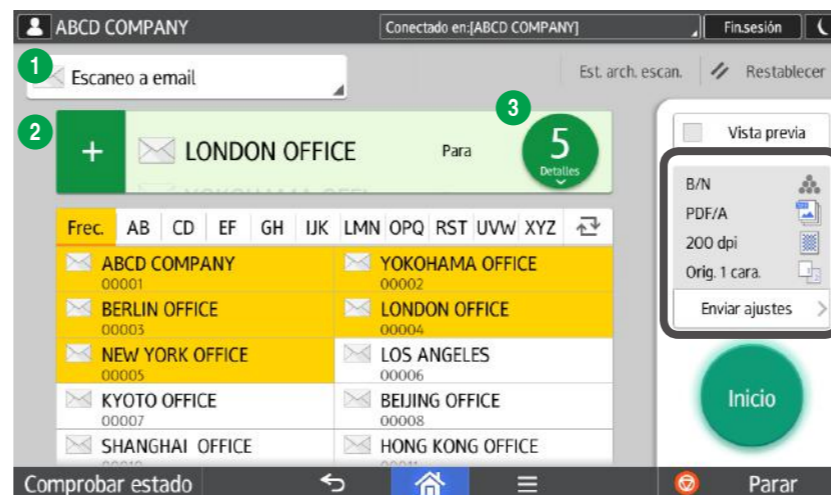 ABCD COMPANY
Conectado en:[ABCD COMPANY]
Fin.sesión
1
Escaneo a email
Est. arch. escan.
Restablecer
2
3
+
LONDON OFFICE
Para
5
Detalles
Vista previa
B/N
PDF/A
200 dpi
Orig. 1 cara.
Enviar ajustes
Frec. AB CD EF GH IJK LMN OPQ RST UVW XYZ
ABCD COMPANY
00001
YOKOHAMA OFFICE
00002
BERLIN OFFICE
00003
LONDON OFFICE
00004
NEW YORK OFFICE
00005
LOS ANGELES
00006
KYOTO OFFICE
00007
BEIJING OFFICE
00008
SHANGHAI OFFICE
HONG KONG OFFICE
Inicio
Comprobar estado
Parar